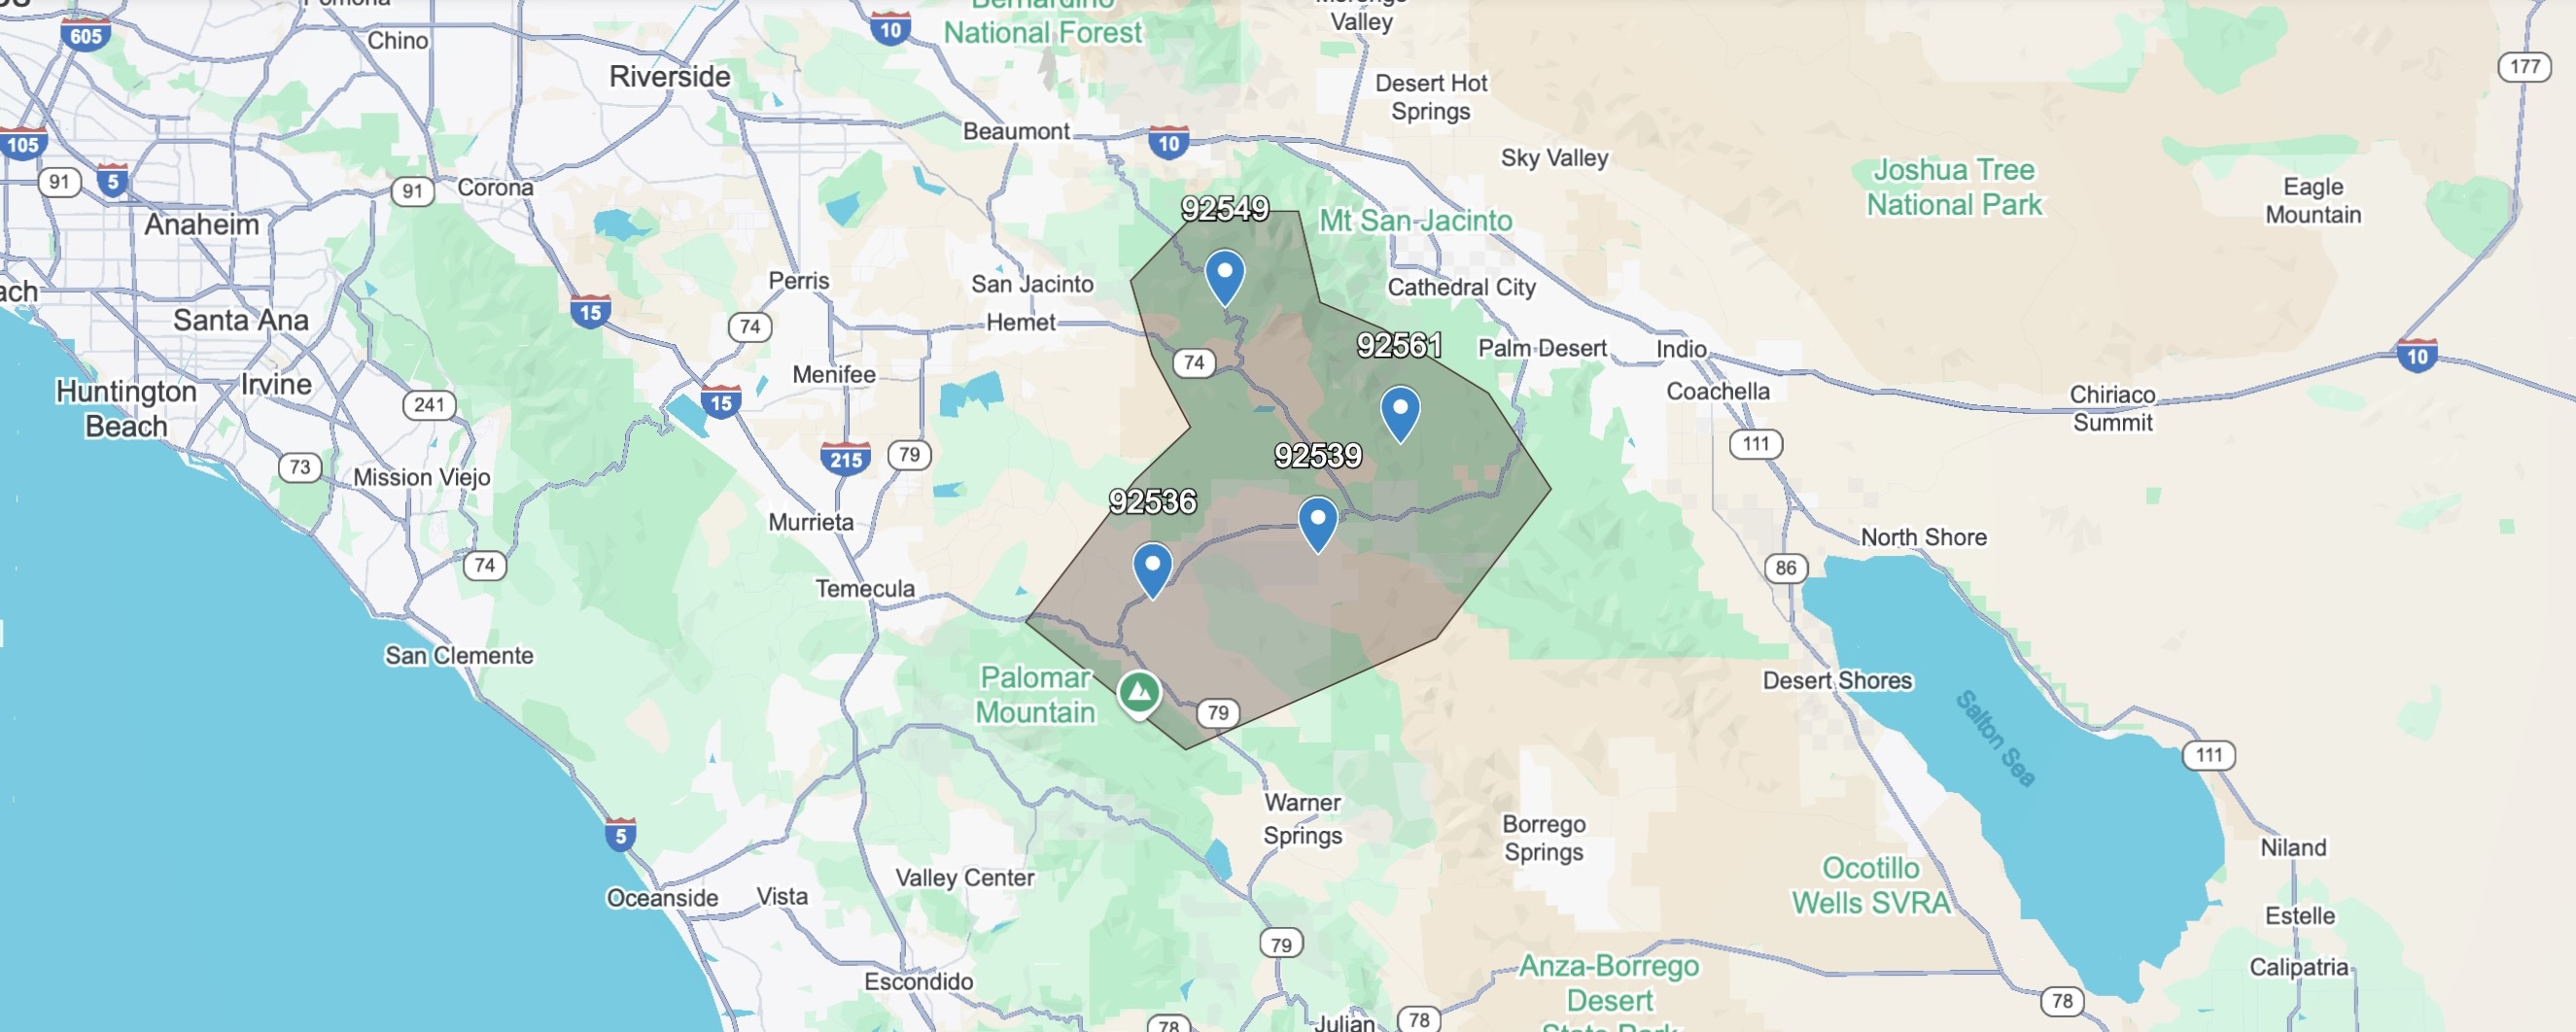 Pomona
Bernardino
National Forest
Morongo
Valley
605
Chino
10
Riverside
177
Desert Hot
Springs
Beaumont
10
105
Sky Valley
Joshua Tree
National Park
91
5
91
Corona
Eagle
Mountain
Anaheim
92549
Mt San Jacinto
Perris
San Jacinto
Cathedral City
ach
15
Santa Ana
74
Hemet
92561
Palm Desert
Indio
10
74
Menifee
Irvine
Huntington
Beach
241
15
Coachella
Chiriaco
Summit
111
215
79
92539
73
Mission Viejo
92536
Murrieta
North Shore
74
86
Temecula
San Clemente
Palomar
Mountain
79
Desert Shores
Salton Sea
111
Warner
Springs
Borrego
Springs
5
Niland
Ocotillo
Wells SVRA
Valley Center
Oceanside
Vista
Estelle
79
Escondido
Anza-Borrego
Desert
State Park
Calipatria
78
78
Julian
78